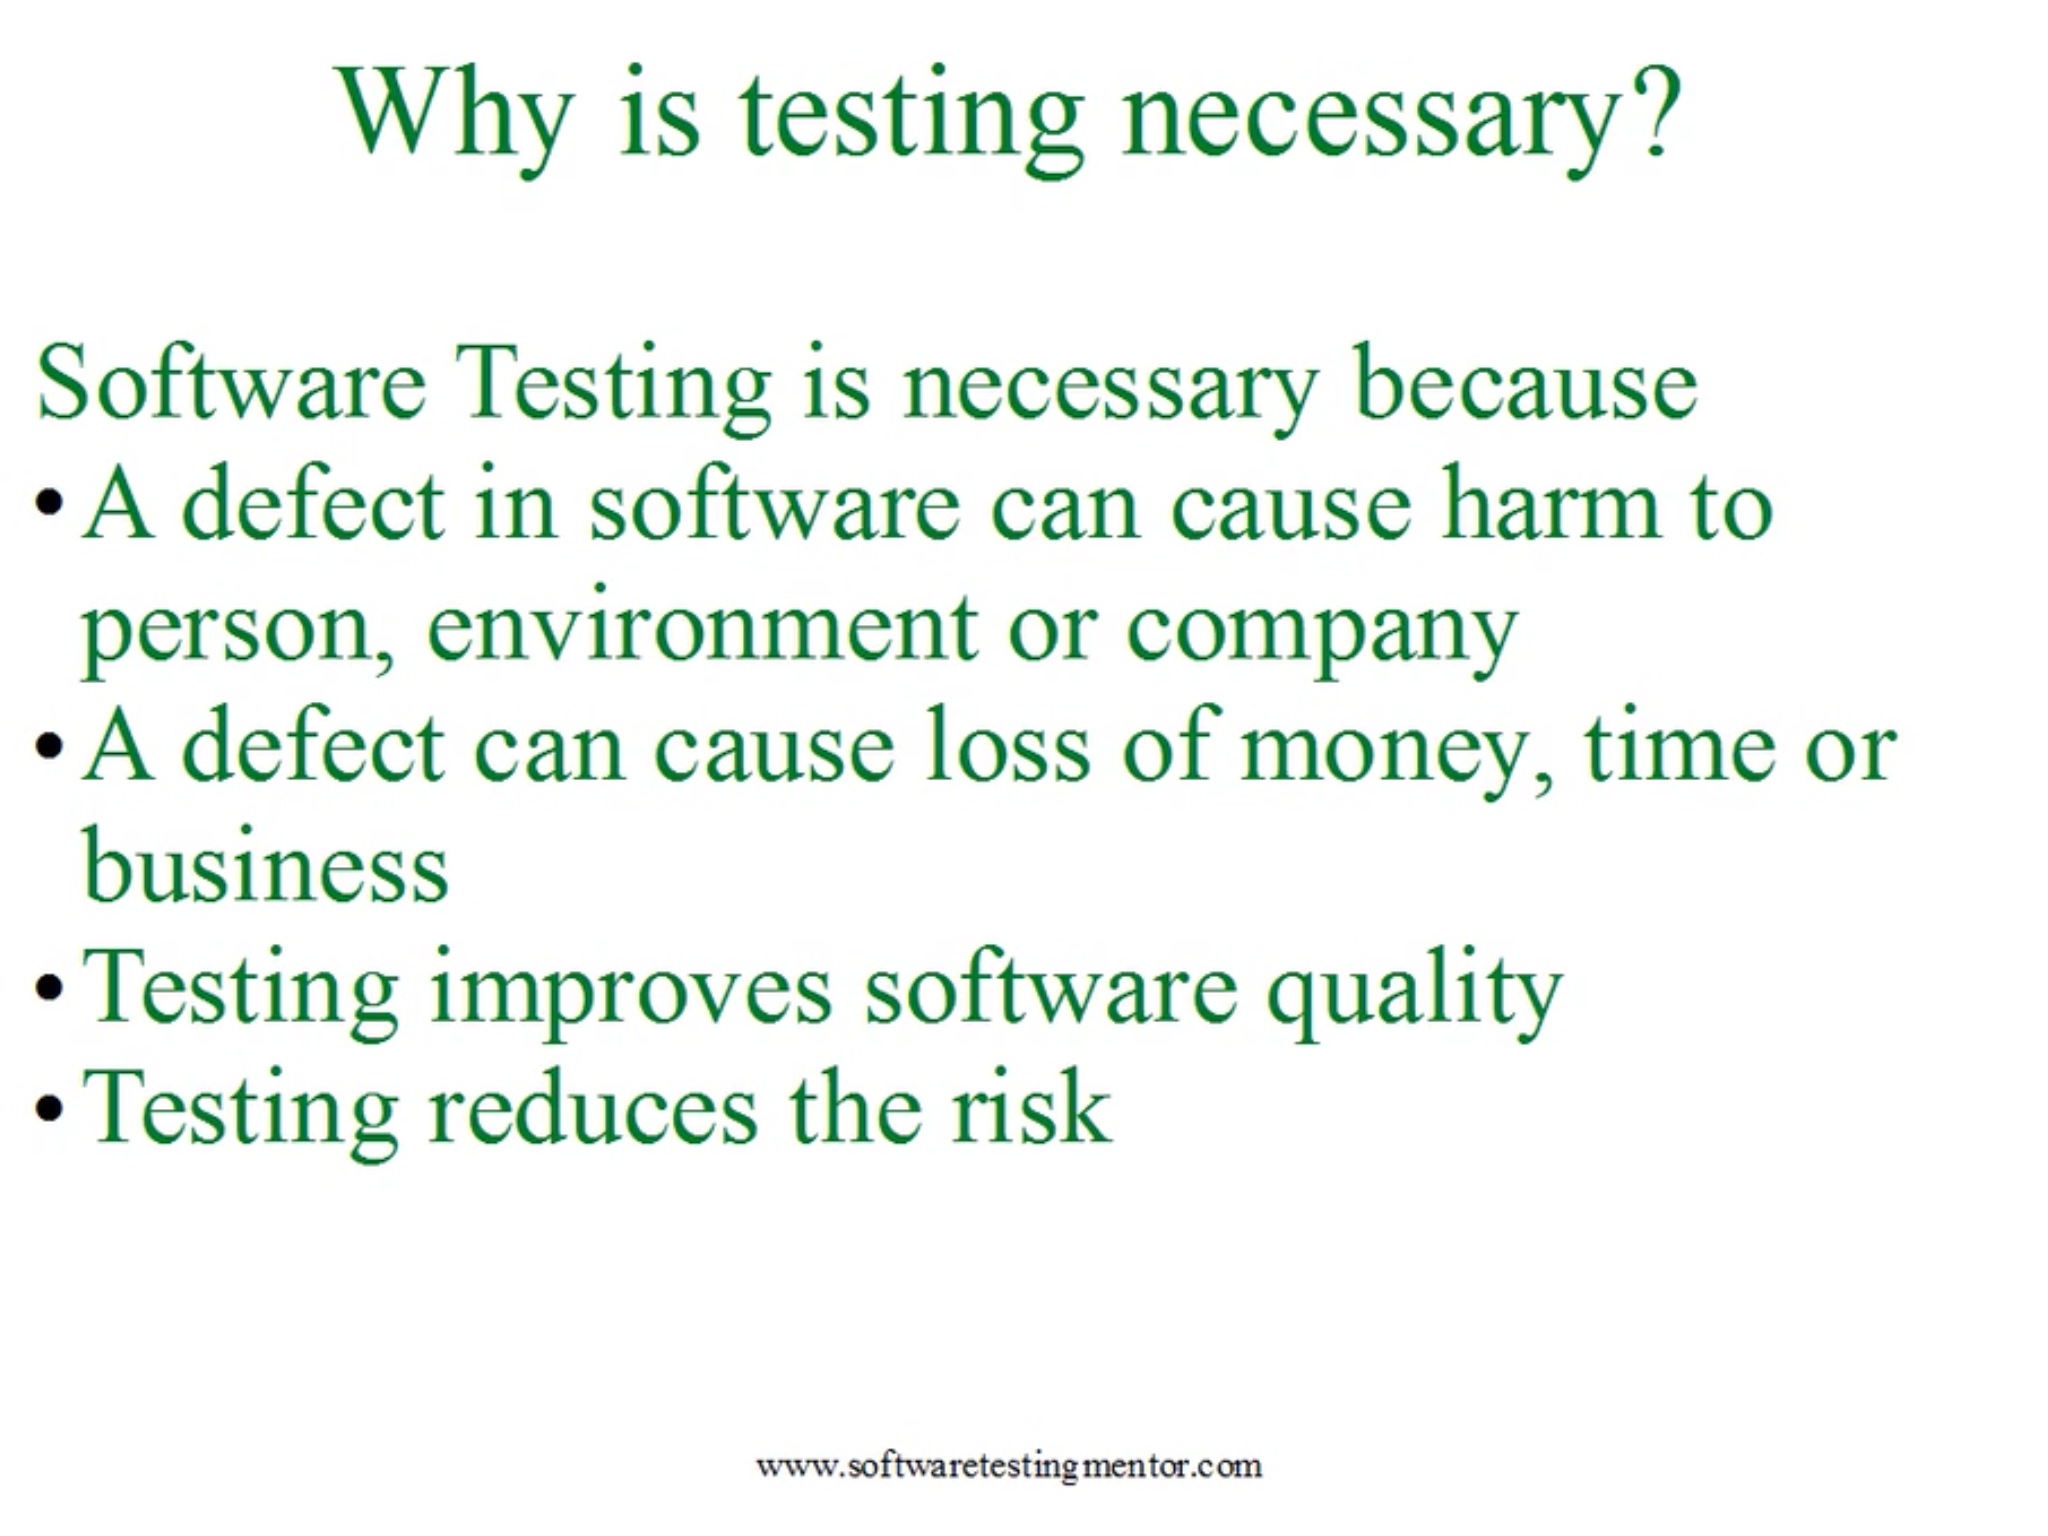 Why is testing necessary?
Software Testing is necessary because
• A defect in software can cause harm to
person, environment or company
• A defect can cause loss of money, time or
business
• Testing improves software quality
• Testing reduces the risk
www.softwaretestingmentor.com